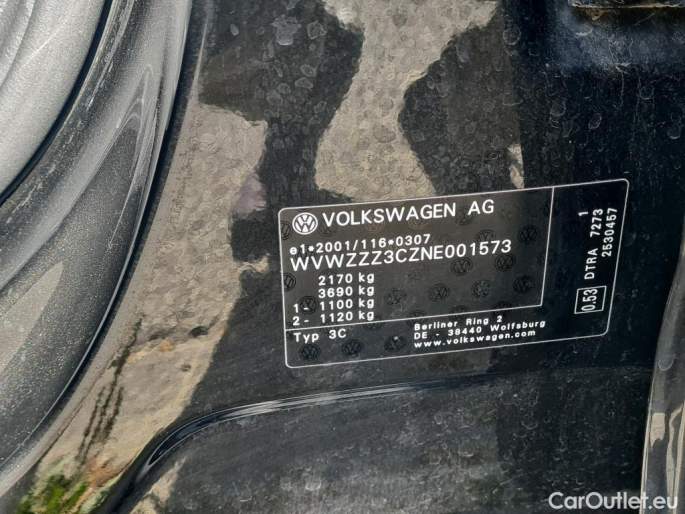 VOLKSWAGEN AG
e1*2001/116*0307
WVWZZZ3CZNE001573
2170 kg
3690 kg
1- 1100 kg
2- 1120 kg
Typ 3C
Berliner Ring 2
DE - 38440 Wolfsburg
www.volkswagen.com
0.53
DTRA 7273 1
2530457
CarOutlet.eu